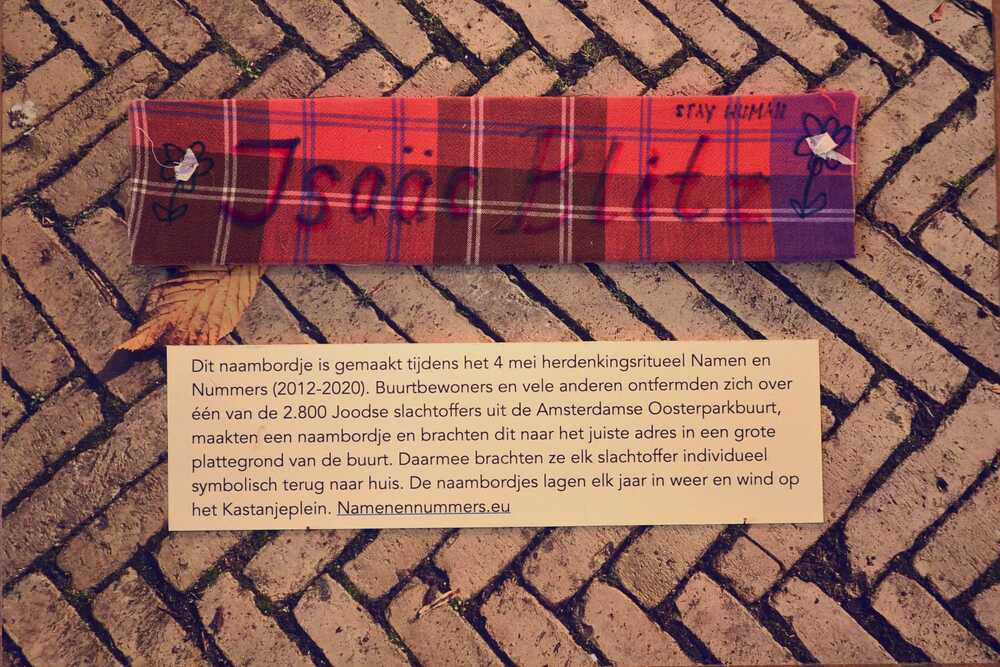 STAY HUMAN
Isaäc Blitz
Dit naambordje is gemaakt tijdens het 4 mei herdenkingsritueel Namen en
Nummers (2012-2020). Buurtbewoners en vele anderen ontfermden zich over
één van de 2.800 Joodse slachtoffers uit de Amsterdamse Oosterparkbuurt,
maakten een naambordje en brachten dit naar het juiste adres in een grote
plattegrond van de buurt. Daarmee brachten ze elk slachtoffer individueel
symbolisch terug naar huis. De naambordjes lagen elk jaar in weer en wind op
het Kastanjeplein. Namenennummers.eu